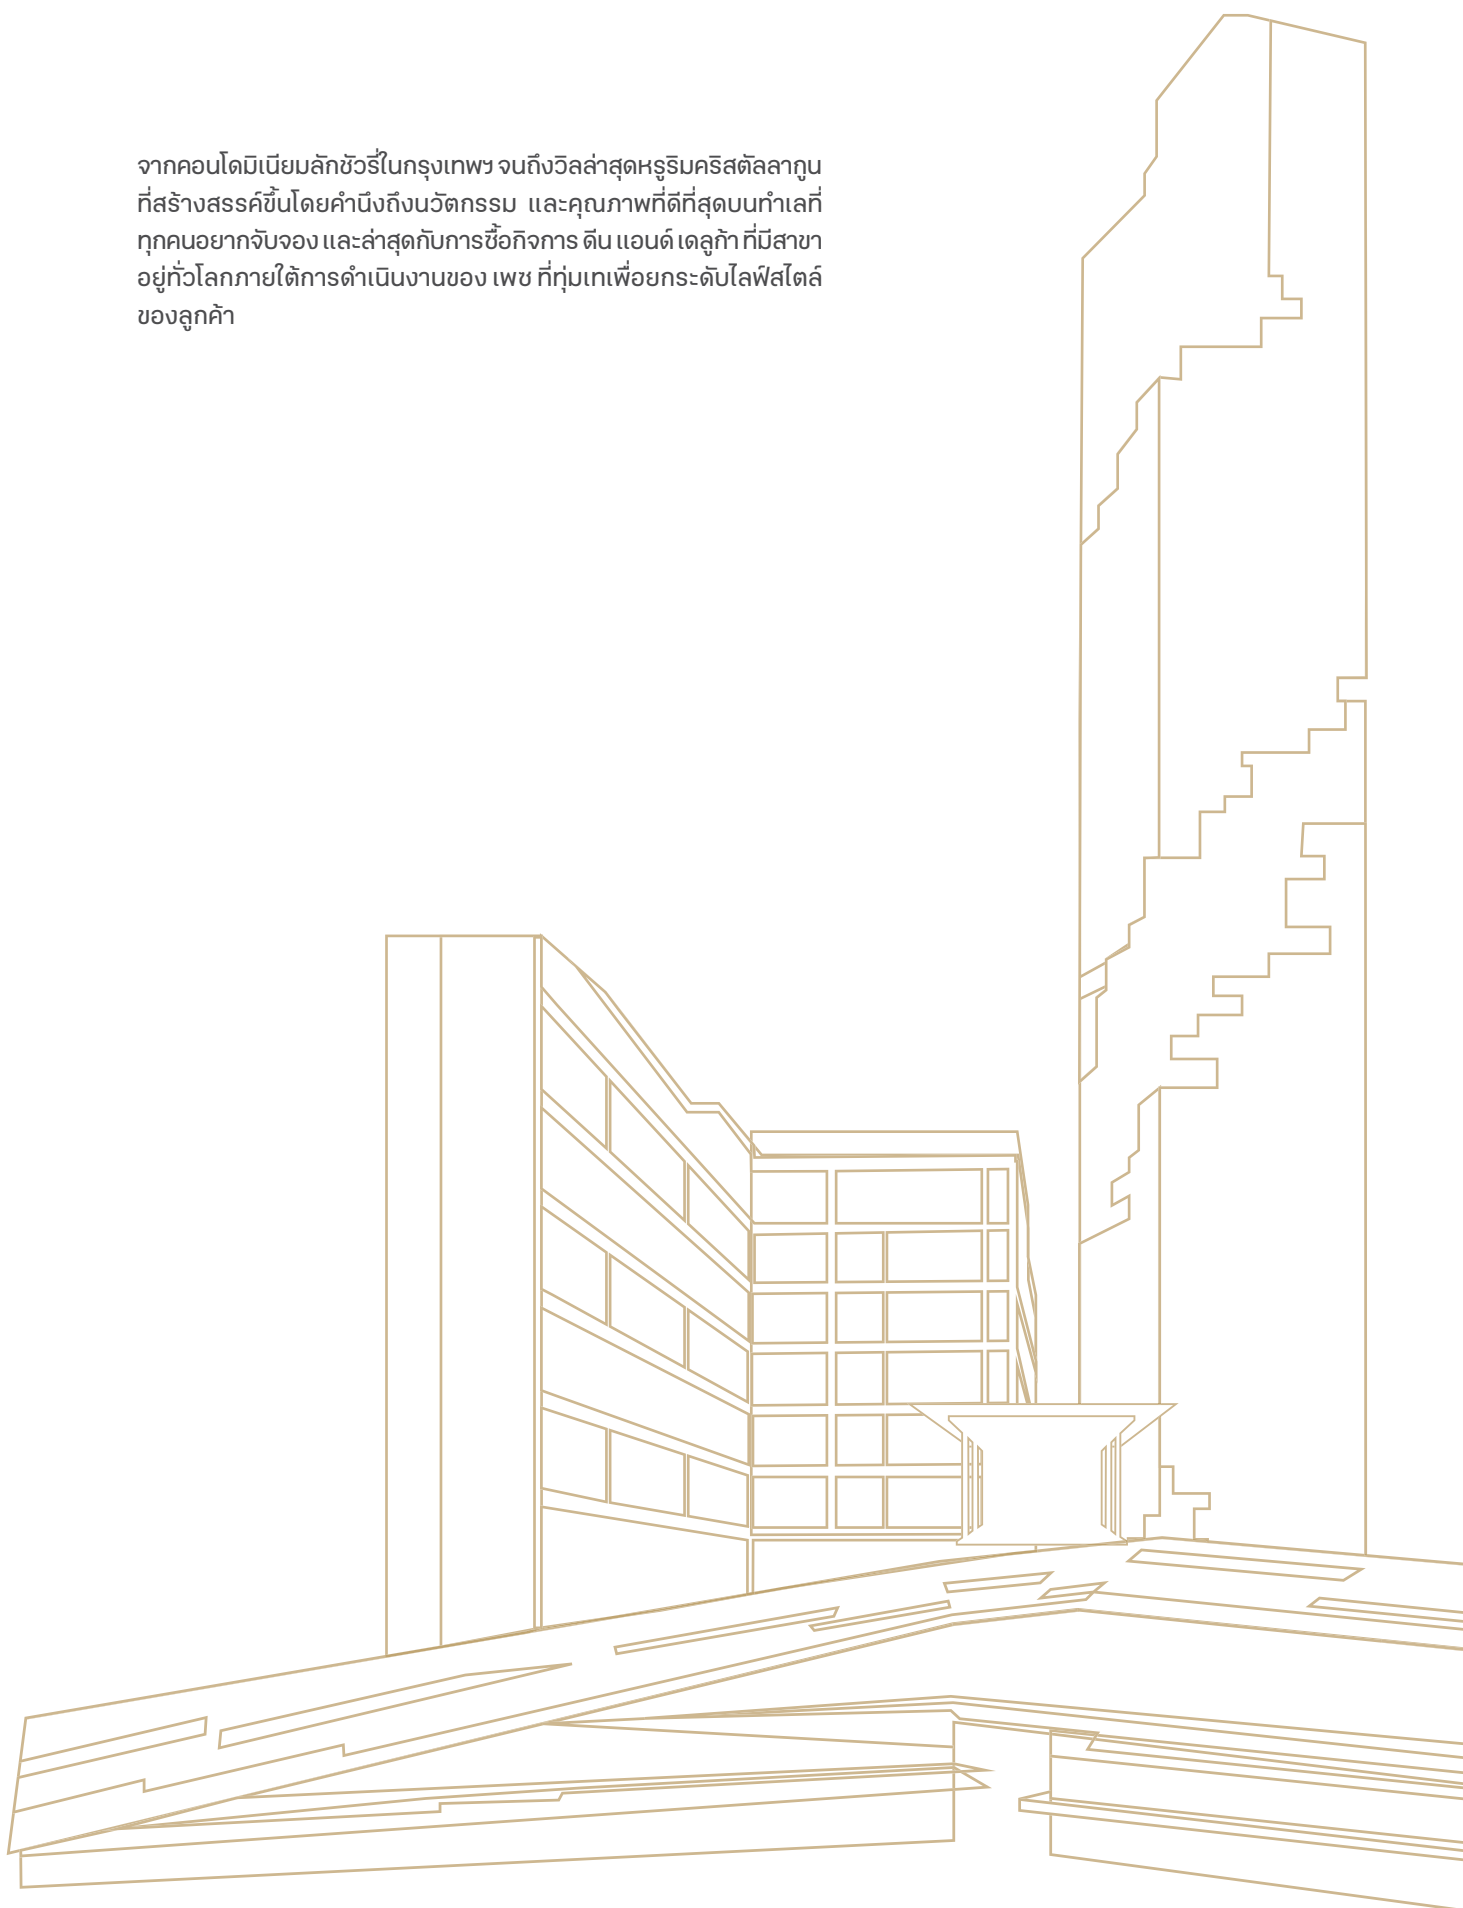 จากคอนโดมิเนียมลักชัวรี่ในกรุงเทพฯ จนถึงวิลล่าสุดหรูริมคริสตัลลากูน
ที่สร้างสรรค์ขึ้นโดยคำนึงถึงนวัตกรรม และคุณภาพที่ดีที่สุดบนทำเลที่
ทุกคนอยากจับจอง และล่าสุดกับการซื้อกิจการ ดีน แอนด์ เดลูก้า ที่มีสาขา
อยู่ทั่วโลกภายใต้การดำเนินงานของ เพซ ที่ทุ่มเทเพื่อยกระดับไลฟ์สไตล์
ของลูกค้า